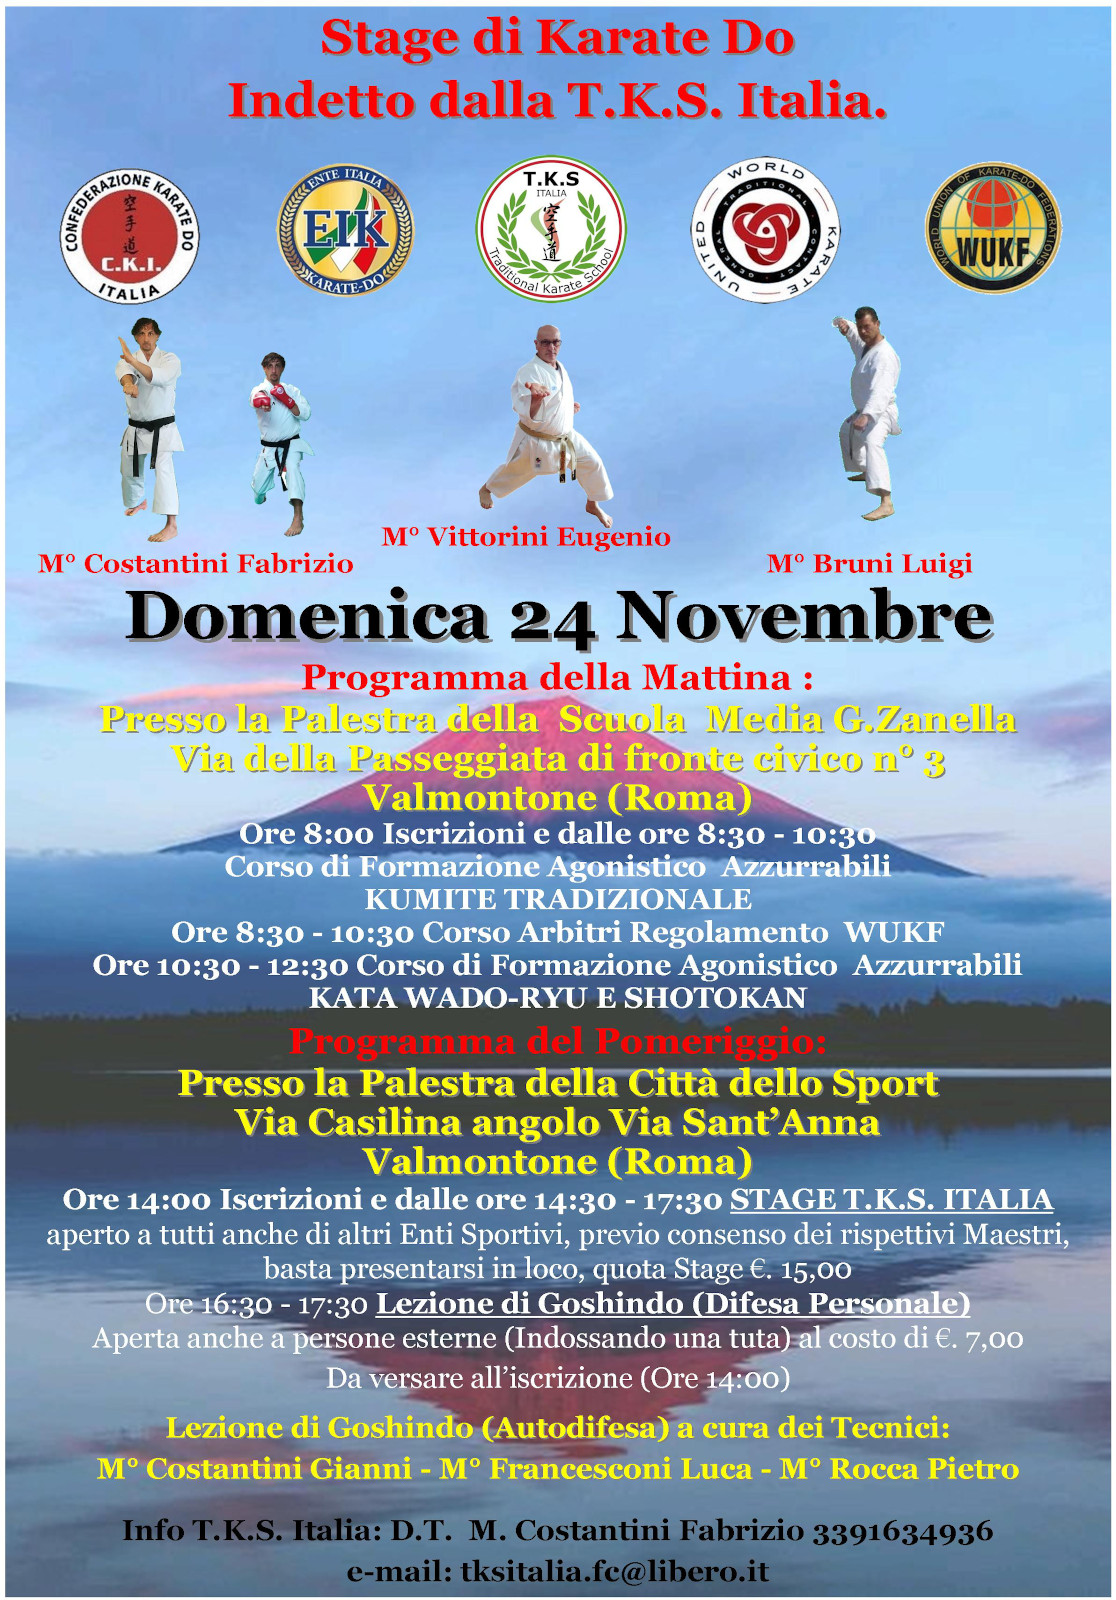 Stage di Karate Do
Indetto dalla T.K.S. Italia.
CONFEDERAZIONE KARATE DO
空手道
C.K.I.
ITALIA
ENTE ITALIA
EIK
KARATE-DO
T.K.S
ITALIA
空手道
Traditional Karate School
UNITED WORLD KARATE
GENERAL · TRADITIONAL · CONTACT
WORLD UNION OF KARATE-DO FEDERATIONS
WUKF
M° Costantini Fabrizio
M° Vittorini Eugenio
M° Bruni Luigi
Domenica 24 Novembre
Programma della Mattina :
Presso la Palestra della Scuola Media G.Zanella
Via della Passeggiata di fronte civico n° 3
Valmontone (Roma)
Ore 8:00 Iscrizioni e dalle ore 8:30 - 10:30
Corso di Formazione Agonistico Azzurrabili
KUMITE TRADIZIONALE
Ore 8:30 - 10:30 Corso Arbitri Regolamento WUKF
Ore 10:30 - 12:30 Corso di Formazione Agonistico Azzurrabili
KATA WADO-RYU E SHOTOKAN
Programma del Pomeriggio:
Presso la Palestra della Città dello Sport
Via Casilina angolo Via Sant'Anna
Valmontone (Roma)
Ore 14:00 Iscrizioni e dalle ore 14:30 - 17:30 STAGE T.K.S. ITALIA
aperto a tutti anche di altri Enti Sportivi, previo consenso dei rispettivi Maestri,
basta presentarsi in loco, quota Stage €. 15,00
Ore 16:30 - 17:30 Lezione di Goshindo (Difesa Personale)
Aperta anche a persone esterne (Indossando una tuta) al costo di €. 7,00
Da versare all'iscrizione (Ore 14:00)
Lezione di Goshindo (Autodifesa) a cura dei Tecnici:
M° Costantini Gianni - M° Francesconi Luca - M° Rocca Pietro
Info T.K.S. Italia: D.T. M. Costantini Fabrizio 3391634936
e-mail: tksitalia.fc@libero.it